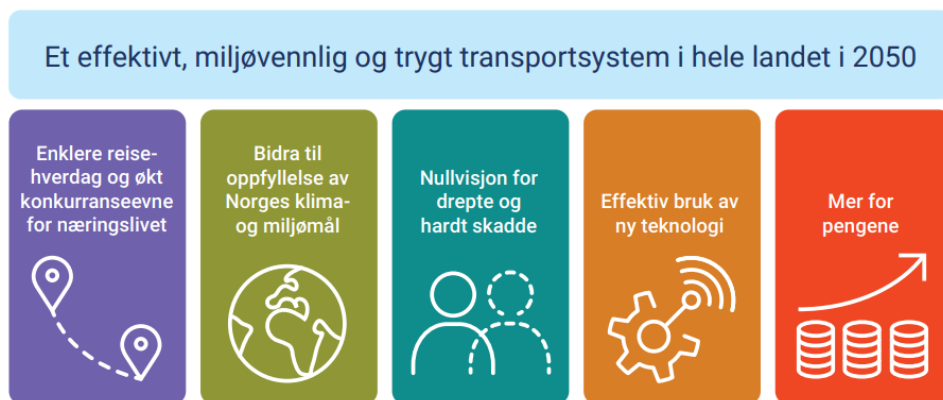 Et effektivt, miljøvennlig og trygt transportsystem i hele landet i 2050
Enklere reise-
hverdag og økt
konkurranseevne
for næringslivet
Bidra til
oppfyllelse av
Norges klima-
og miljømål
Nullvisjon for
drepte og
hardt skadde
Effektiv bruk av
ny teknologi
Mer for
pengene